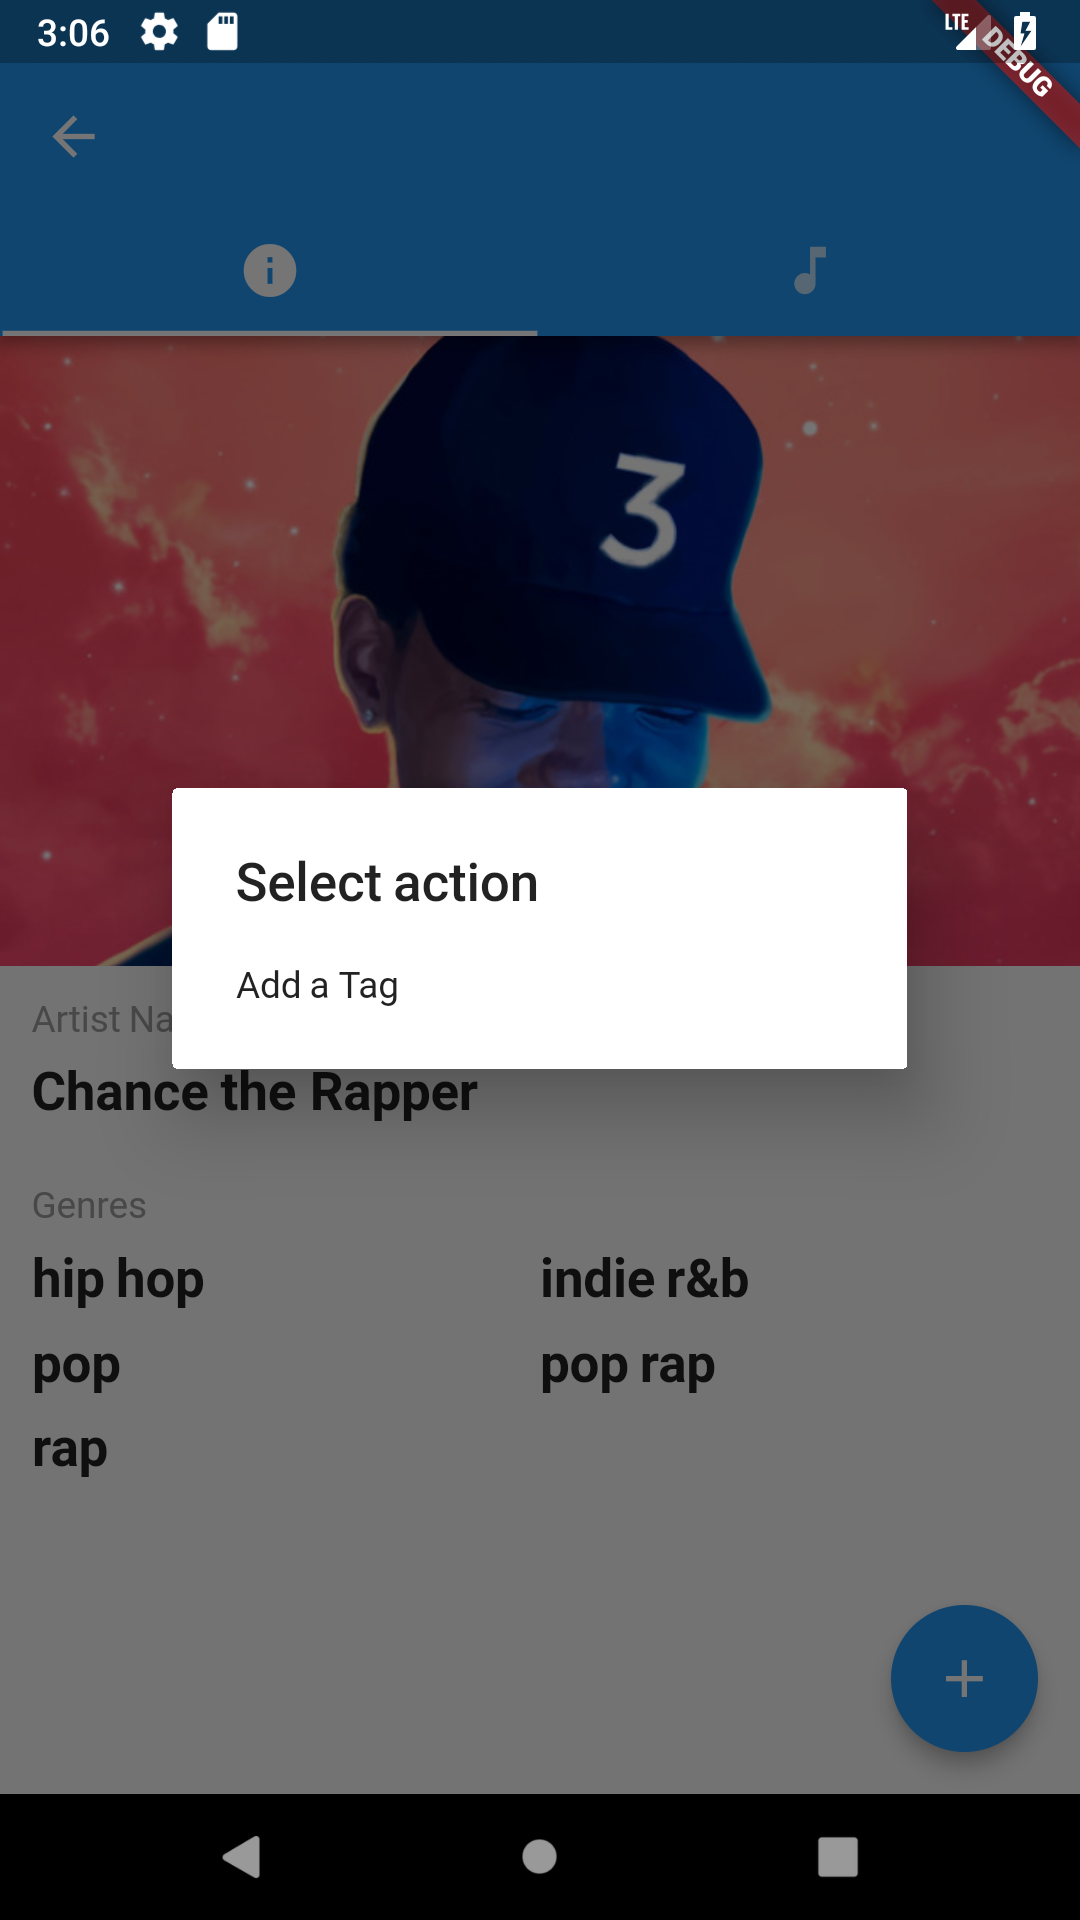 3:06
LTE
DEBUG
3
Select action
Add a Tag
Artist Na
Chance the Rapper
Genres
hip hop
indie r&b
pop
pop rap
rap